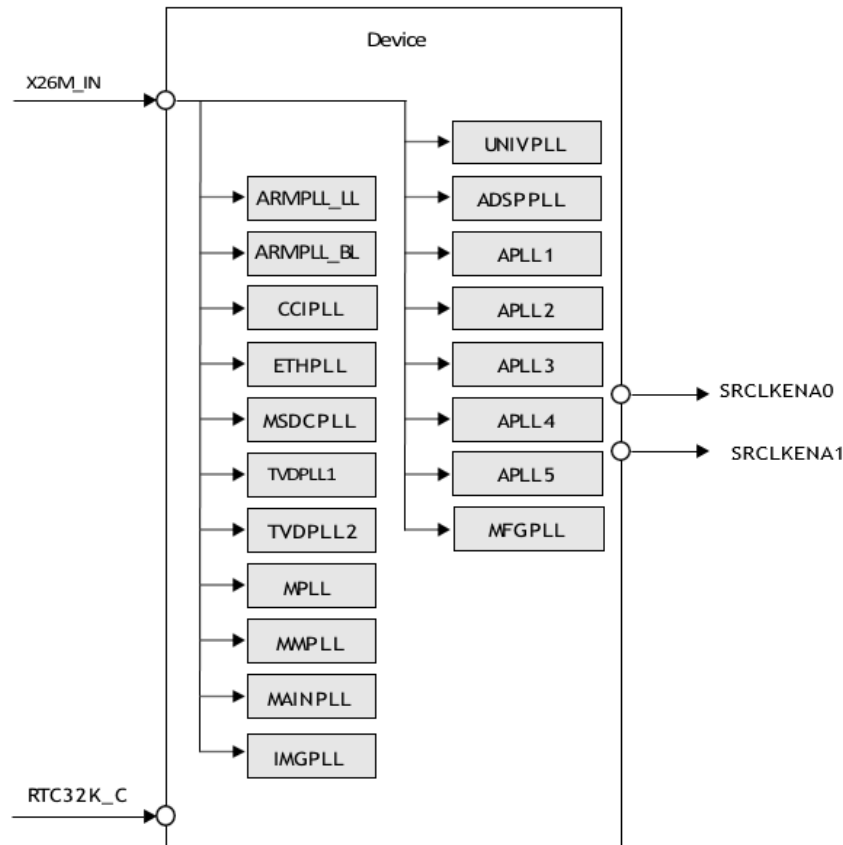 Device
X26M_IN
UNIVPLL
ARMPLL_LL
ADSPPLL
ARMPLL_BL
APLL1
CCIPLL
APLL2
ETHPLL
APLL3
SRCLKENA0
MSDCPLL
APLL4
SRCLKENA1
TVDPLL1
APLL5
TVDPLL2
MFGPLL
MPLL
MMPLL
MAINPLL
IMGPLL
RTC32K_C